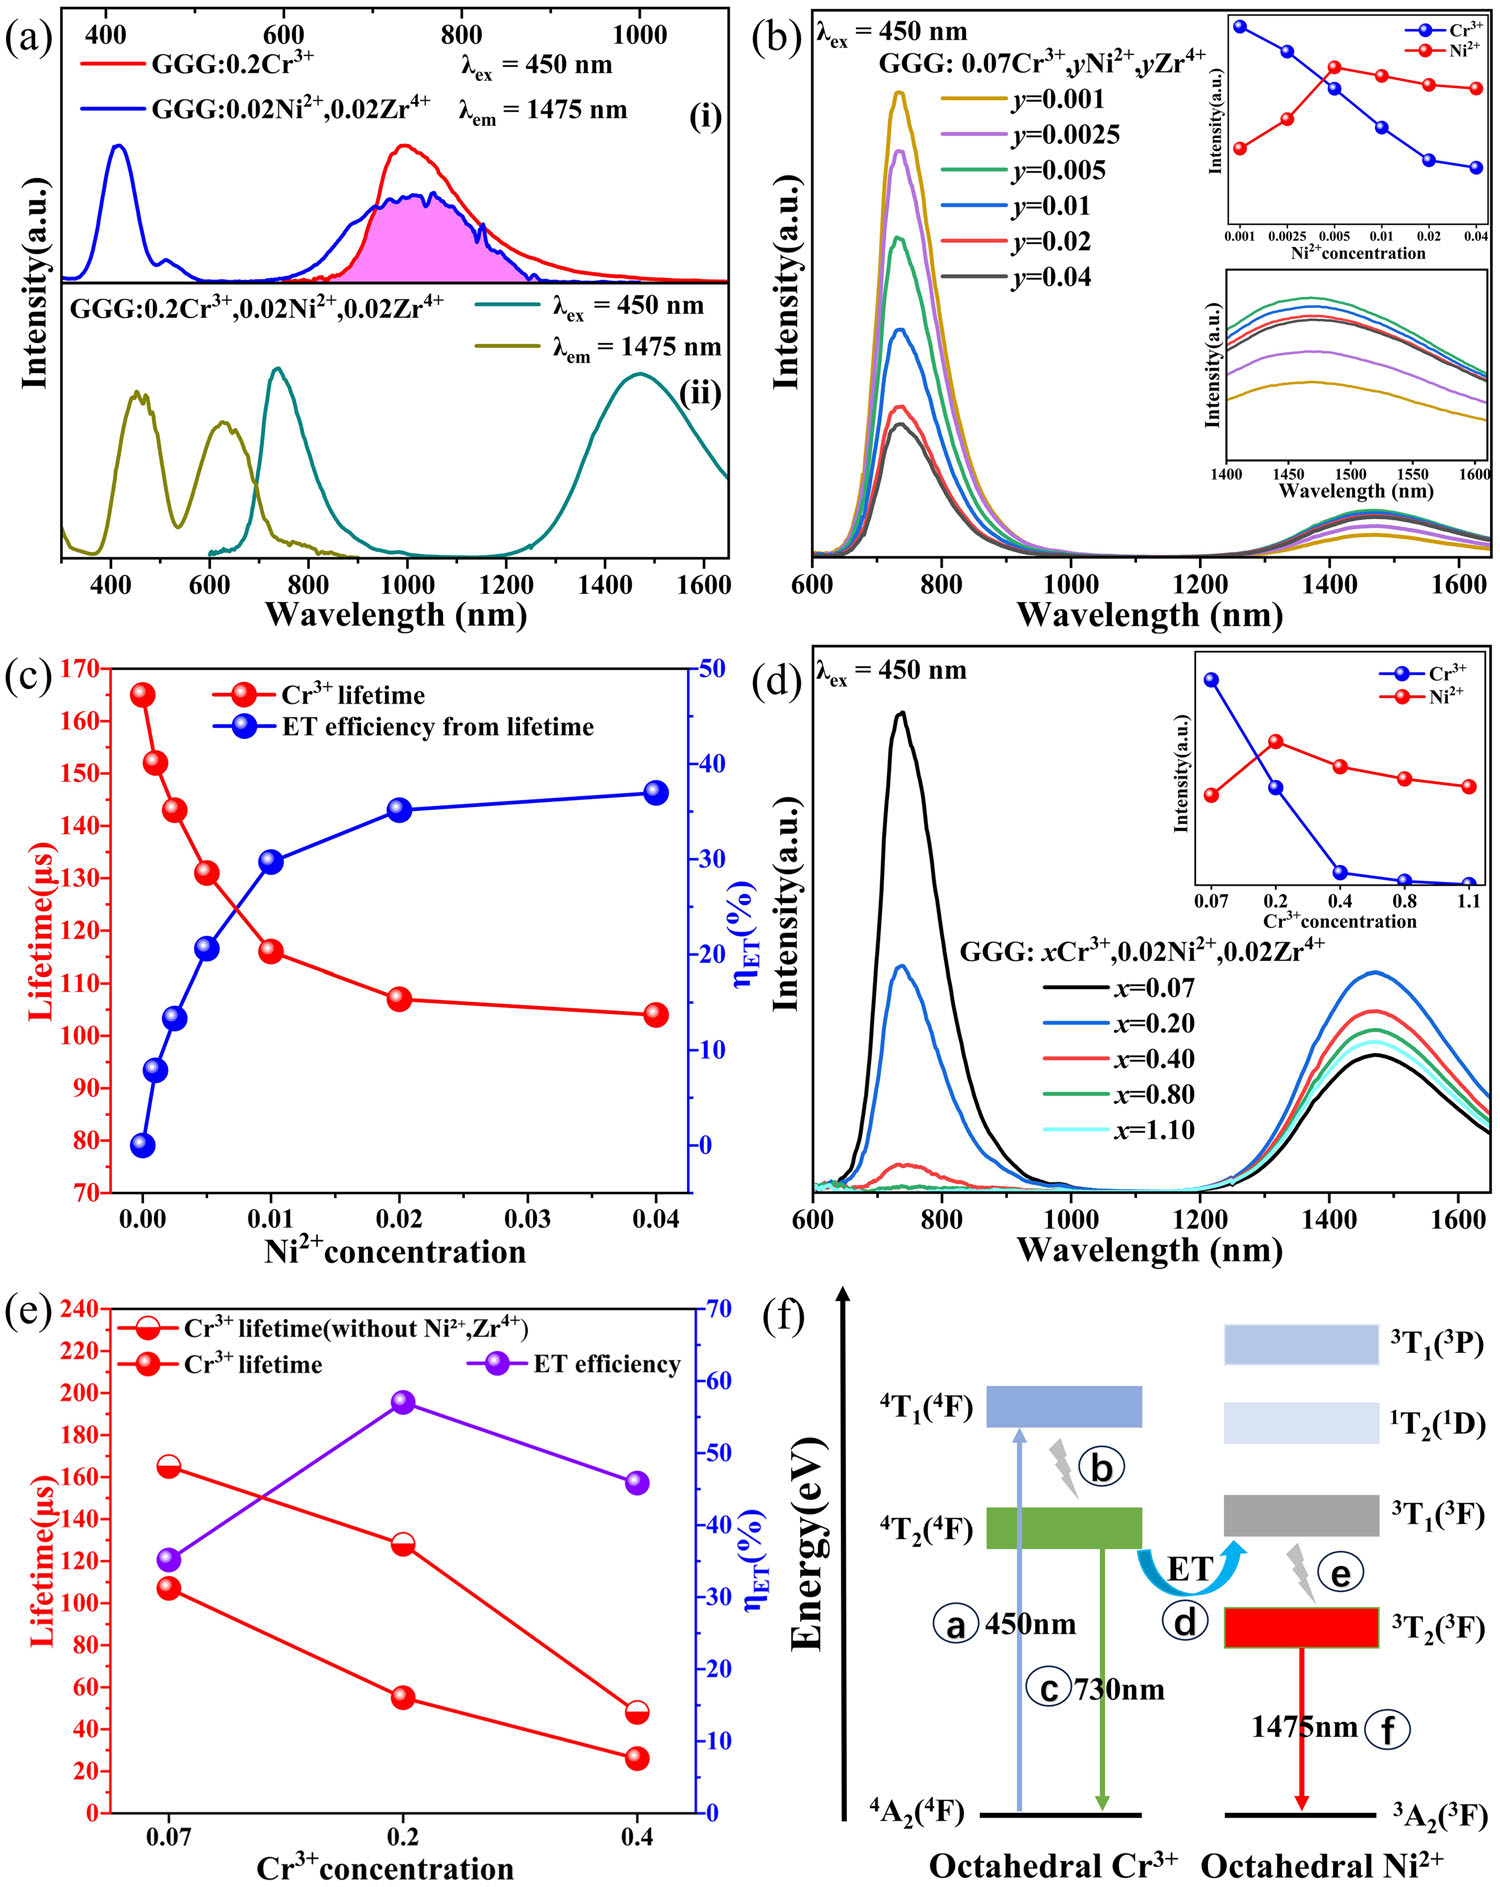 (a)
400 600 800 1000
GGG:0.2Cr³⁺ λex = 450 nm
GGG:0.02Ni²⁺,0.02Zr⁴⁺ λem = 1475 nm
(i)
GGG:0.2Cr³⁺,0.02Ni²⁺,0.02Zr⁴⁺
λex = 450 nm
λem = 1475 nm
(ii)
Intensity(a.u.)
400 600 800 1000 1200 1400 1600
Wavelength (nm)
(b)
λex = 450 nm
GGG: 0.07Cr³⁺,yNi²⁺,yZr⁴⁺
y=0.001
y=0.0025
y=0.005
y=0.01
y=0.02
y=0.04
Intensity(a.u.)
600 800 1000 1200 1400 1600
Wavelength (nm)
Cr³⁺
Ni²⁺
Intensity(a.u.)
0.001 0.0025 0.005 0.01 0.02 0.04
Ni²⁺concentration
Intensity(a.u.)
1400 1450 1500 1550 1600
Wavelength (nm)
(c)
Cr³⁺ lifetime
ET efficiency from lifetime
Lifetime(μs)
170
160
150
140
130
120
110
100
90
80
70
50
40
30
20
10
0
ηET(%)
0.00 0.01 0.02 0.03 0.04
Ni²⁺concentration
(d)
λex = 450 nm
Cr³⁺
Ni²⁺
Intensity(a.u.)
0.07 0.2 0.4 0.8 1.1
Cr³⁺concentration
GGG: xCr³⁺,0.02Ni²⁺,0.02Zr⁴⁺
x=0.07
x=0.20
x=0.40
x=0.80
x=1.10
Intensity(a.u.)
600 800 1000 1200 1400 1600
Wavelength (nm)
(e)
Cr³⁺ lifetime(without Ni²⁺,Zr⁴⁺)
Cr³⁺ lifetime
ET efficiency
Lifetime(μs)
240
220
200
180
160
140
120
100
80
60
40
20
0
70
60
50
40
30
20
10
0
ηET(%)
0.07 0.2 0.4
Cr³⁺concentration
(f)
Energy(eV)
⁴T₁(⁴F)
⁴T₂(⁴F)
⁴A₂(⁴F)
³T₁(³P)
¹T₂(¹D)
³T₁(³F)
³T₂(³F)
³A₂(³F)
b
ET
d
e
a 450nm
c 730nm
1475nm f
Octahedral Cr³⁺ Octahedral Ni²⁺